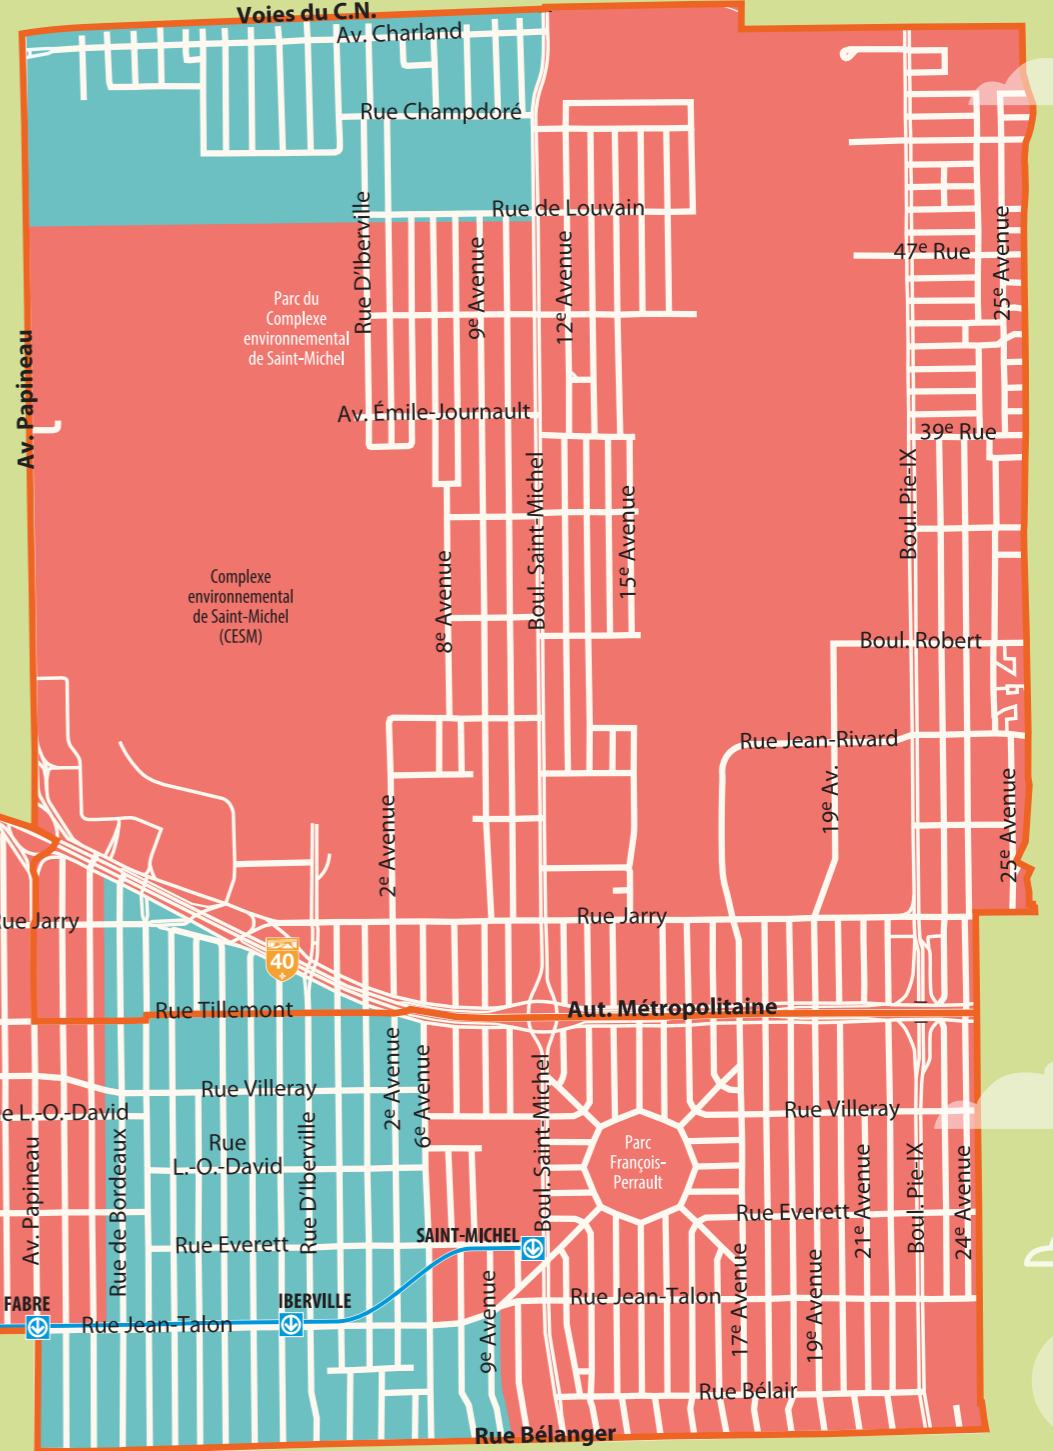 Voies du C.N.
Av. Charland
Rue Champdoré
Rue D'Iberville
Rue de Louvain
9e Avenue
12e Avenue
47e Rue
25e Avenue
Parc du
Complexe
environnemental
de Saint-Michel
Av. Papineau
Av. Émile-Journault
39e Rue
Boul. Saint-Michel
15e Avenue
Boul. Pie-IX
8e Avenue
Complexe
environnemental
de Saint-Michel
(CESM)
Boul. Robert
Rue Jean-Rivard
19e Av.
2e Avenue
25e Avenue
Rue Jarry
Rue Jarry
40
Rue Tillemont
Aut. Métropolitaine
2e Avenue
6e Avenue
Boul. Saint-Michel
Rue Villeray
Rue Villeray
e L.-O.-David
Rue
L.-O.-David
Rue D'Iberville
Parc
François-
Perrault
Av. Papineau
Rue de Bordeaux
21e Avenue
Boul. Pie-IX
24e Avenue
Rue Everett
Rue Everett
SAINT-MICHEL
9e Avenue
17e Avenue
19e Avenue
FABRE
IBERVILLE
Rue Jean-Talon
Rue Jean-Talon
Rue Bélair
Rue Bélanger